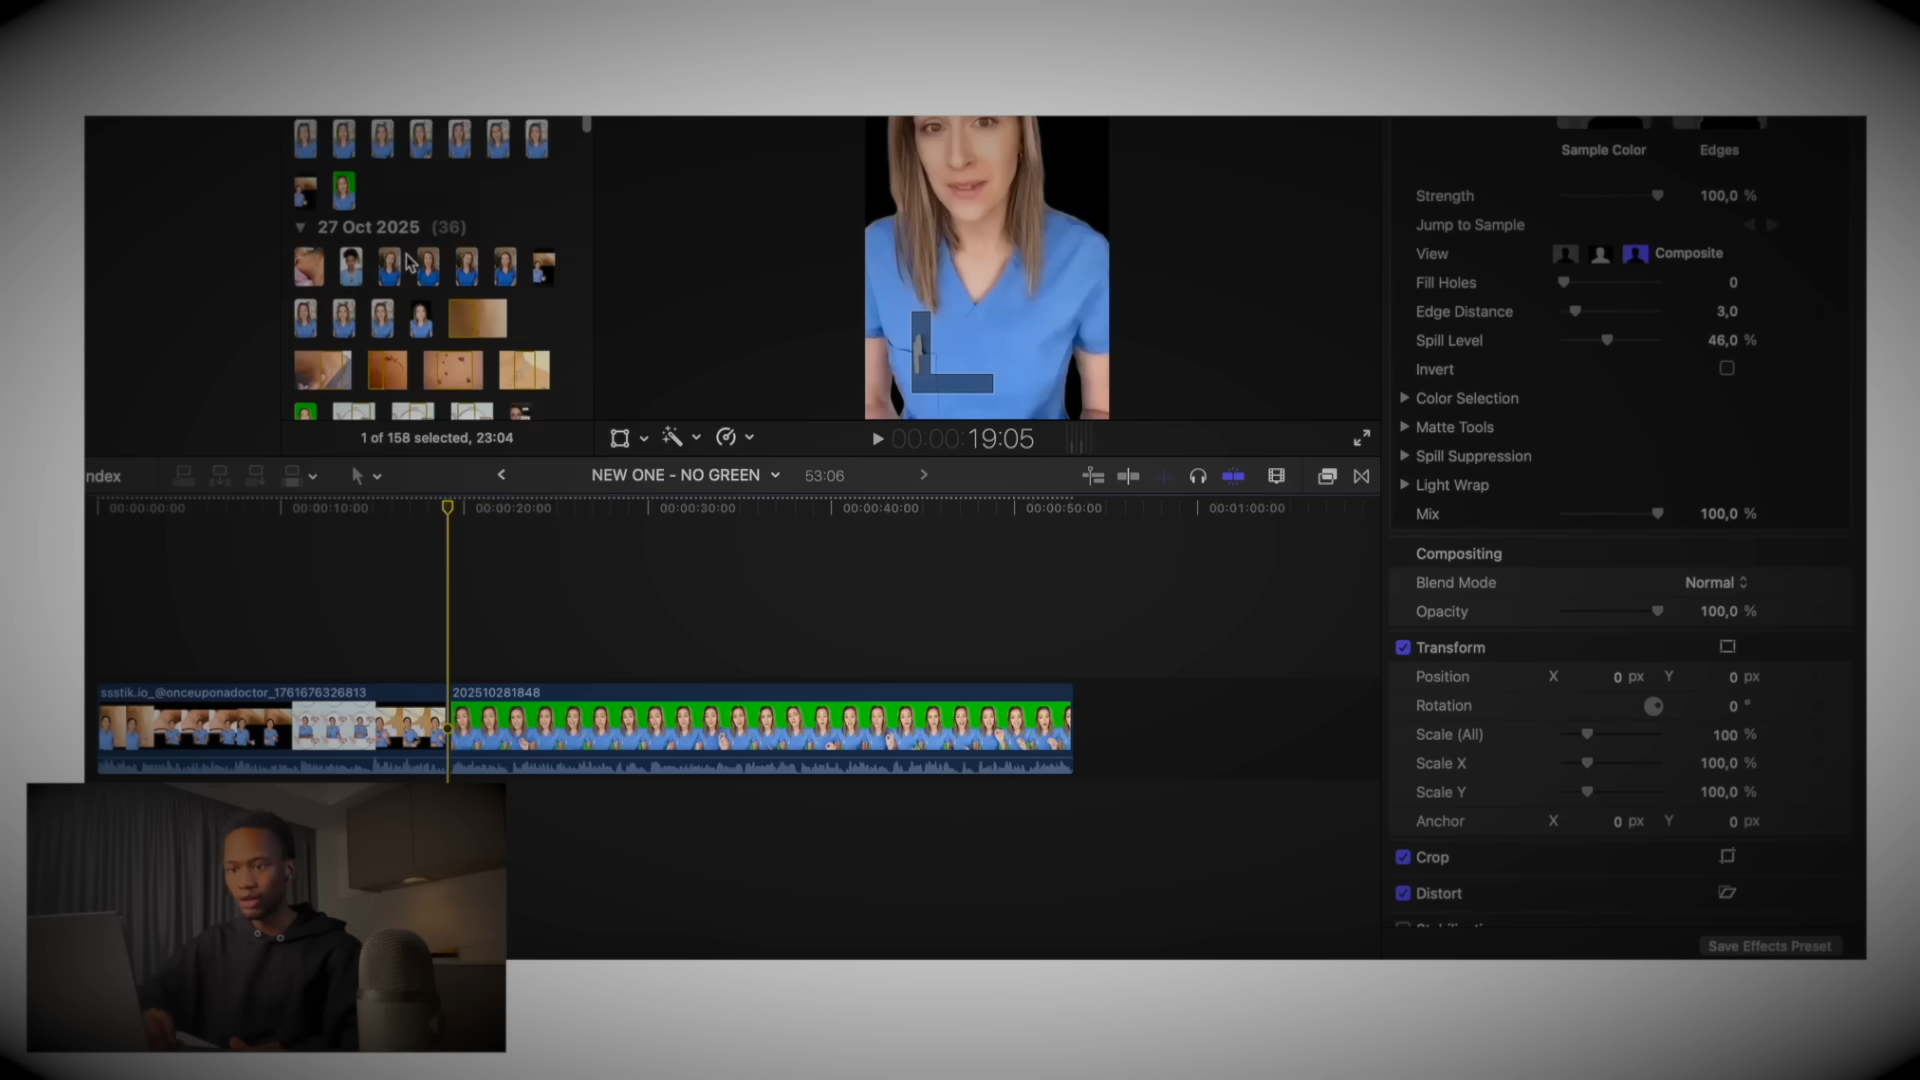 Sample Color
Edges
Strength 100,0 %
Jump to Sample
View Composite
Fill Holes 0
Edge Distance 3,0
Spill Level 46,0 %
Invert
Color Selection
Matte Tools
Spill Suppression
Light Wrap
Mix 100,0 %
27 Oct 2025 (36)
1 of 158 selected, 23:04
00:00:19:05
ndex
NEW ONE - NO GREEN 53:06
00:00:00:00 00:00:10:00 00:00:20:00 00:00:30:00 00:00:40:00 00:00:50:00 00:01:00:00
ssstik.io_@onceuponadoctor_1761676326813
202510281848
Compositing
Blend Mode Normal
Opacity 100,0 %
Transform
Position X 0 px Y 0 px
Rotation 0 °
Scale (All) 100 %
Scale X 100,0 %
Scale Y 100,0 %
Anchor X 0 px Y 0 px
Crop
Distort
Save Effects Preset